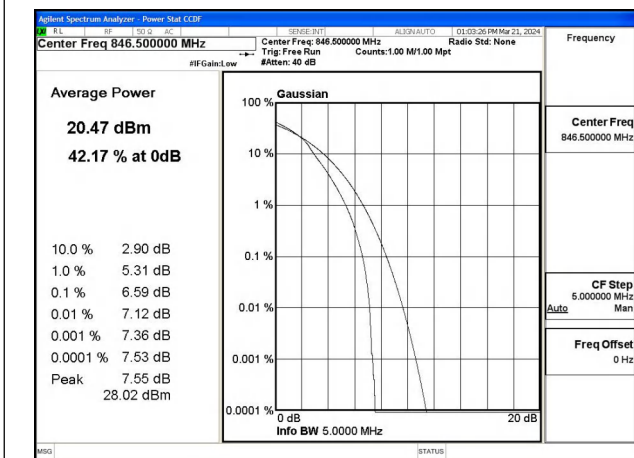 Agilent Spectrum Analyzer - Power Stat CCDF
RL RF 50 Ω AC SENSE:INT ALIGN AUTO 01:03:26 PM Mar 21, 2024
Center Freq 846.500000 MHz
Center Freq: 846.500000 MHz Radio Std: None
Trig: Free Run Counts:1.00 M/1.00 Mpt
#IFGain:Low #Atten: 40 dB
Frequency
Average Power
20.47 dBm
42.17 % at 0dB
10.0 % 2.90 dB
1.0 % 5.31 dB
0.1 % 6.59 dB
0.01 % 7.12 dB
0.001 % 7.36 dB
0.0001 % 7.53 dB
Peak 7.55 dB
28.02 dBm
Gaussian
100 %
10 %
1 %
0.1 %
0.01 %
0.001 %
0.0001 %
0 dB 20 dB
Info BW 5.0000 MHz
Center Freq
846.500000 MHz
CF Step
5.000000 MHz
Auto Man
Freq Offset
0 Hz
MSG STATUS